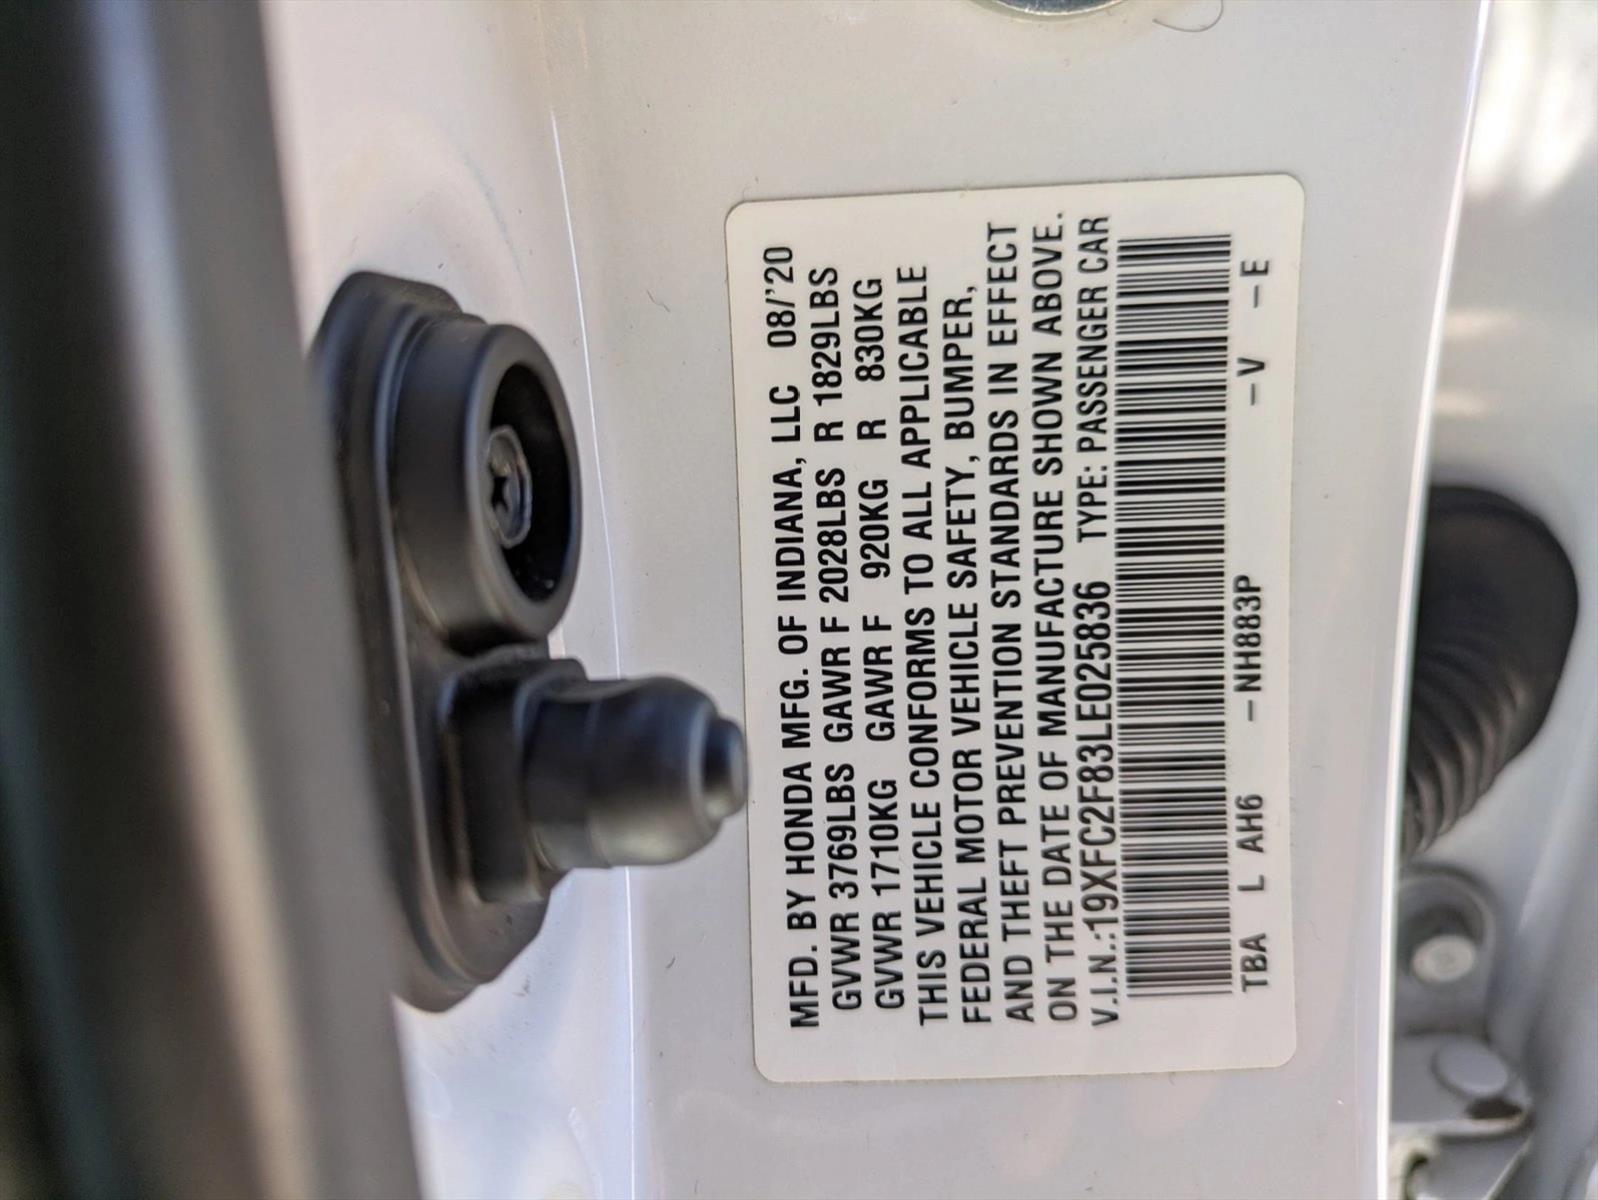 MFD. BY HONDA MFG. OF INDIANA, LLC 08/'20
GVWR 3769LBS GAWR F 2028LBS R 1829LBS
GVWR 1710KG GAWR F 920KG R 830KG
THIS VEHICLE CONFORMS TO ALL APPLICABLE
FEDERAL MOTOR VEHICLE SAFETY, BUMPER,
AND THEFT PREVENTION STANDARDS IN EFFECT
ON THE DATE OF MANUFACTURE SHOWN ABOVE.
V.I.N.:19XFC2F83LE025836 TYPE: PASSENGER CAR
TBA L AH6 –NH883P –V –E